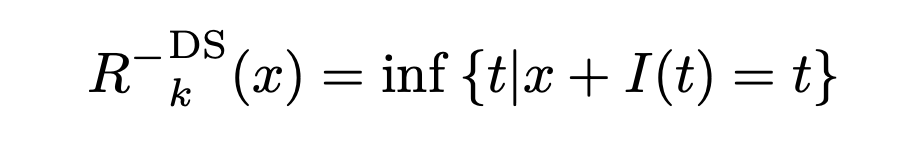 R^{-}{}^{DS}_{k}(x) = inf {t|x + I(t) = t}